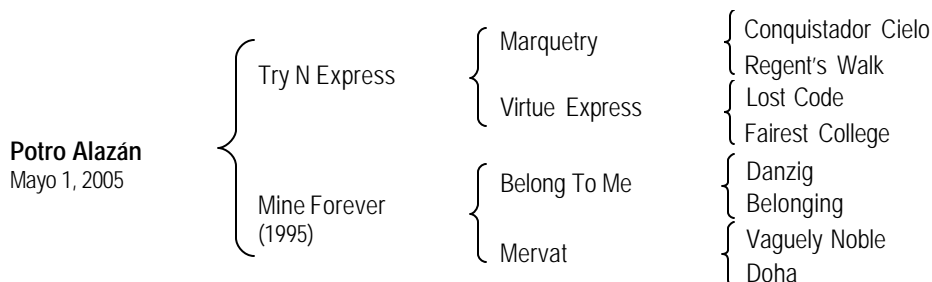 Conquistador Cielo
Marquetry
Regent's Walk
Try N Express
Lost Code
Virtue Express
Fairest College
Potro Alazán
Mayo 1, 2005
Danzig
Belong To Me
Belonging
Mine Forever
(1995)
Vaguely Noble
Mervat
Doha